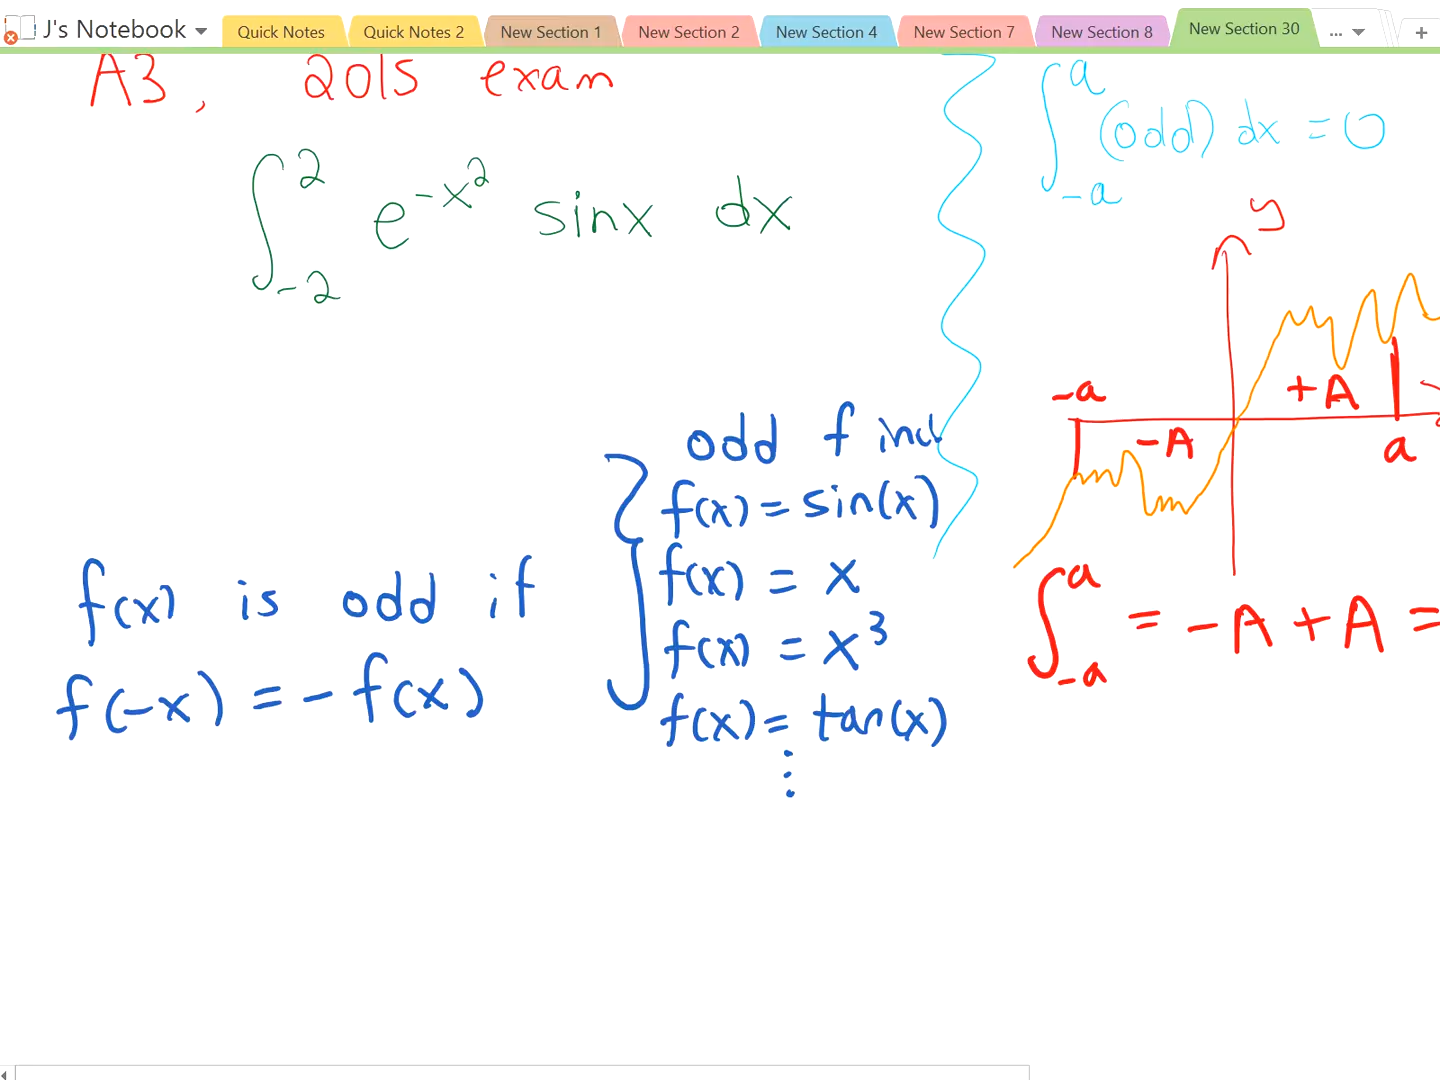 J's Notebook
Quick Notes
Quick Notes 2
New Section 1
New Section 2
New Section 4
New Section 7
New Section 8
New Section 30
...
+
A3, 2015 exam
∫_{-2}^{2} e^{-x^2} sinx dx
odd f
f(x) = sin(x)
f(x) = x
f(x) = x^3
f(x) = tan(x)
⋮
f(x) is odd if
f(-x) = -f(x)
∫_{-a}^{a} (odd) dx = 0
y
-a
+A
-A
a
∫_{-a}^{a} = -A + A =